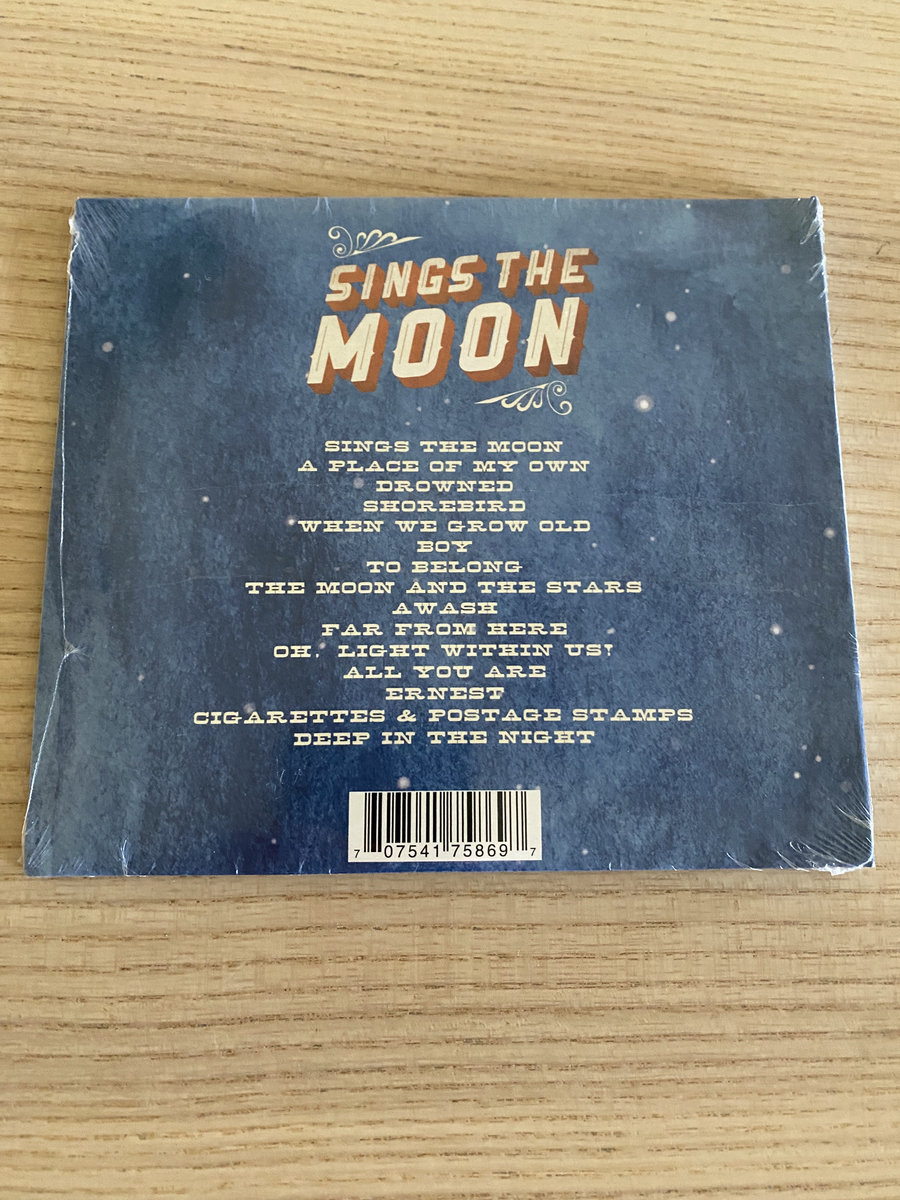 SINGS THE
MOON
SINGS THE MOON
A PLACE OF MY OWN
DROWNED
SHOREBIRD
WHEN WE GROW OLD
BOY
TO BELONG
THE MOON AND THE STARS
AWASH
FAR FROM HERE
OH, LIGHT WITHIN US!
ALL YOU ARE
ERNEST
CIGARETTES & POSTAGE STAMPS
DEEP IN THE NIGHT
7 07541 75869 7